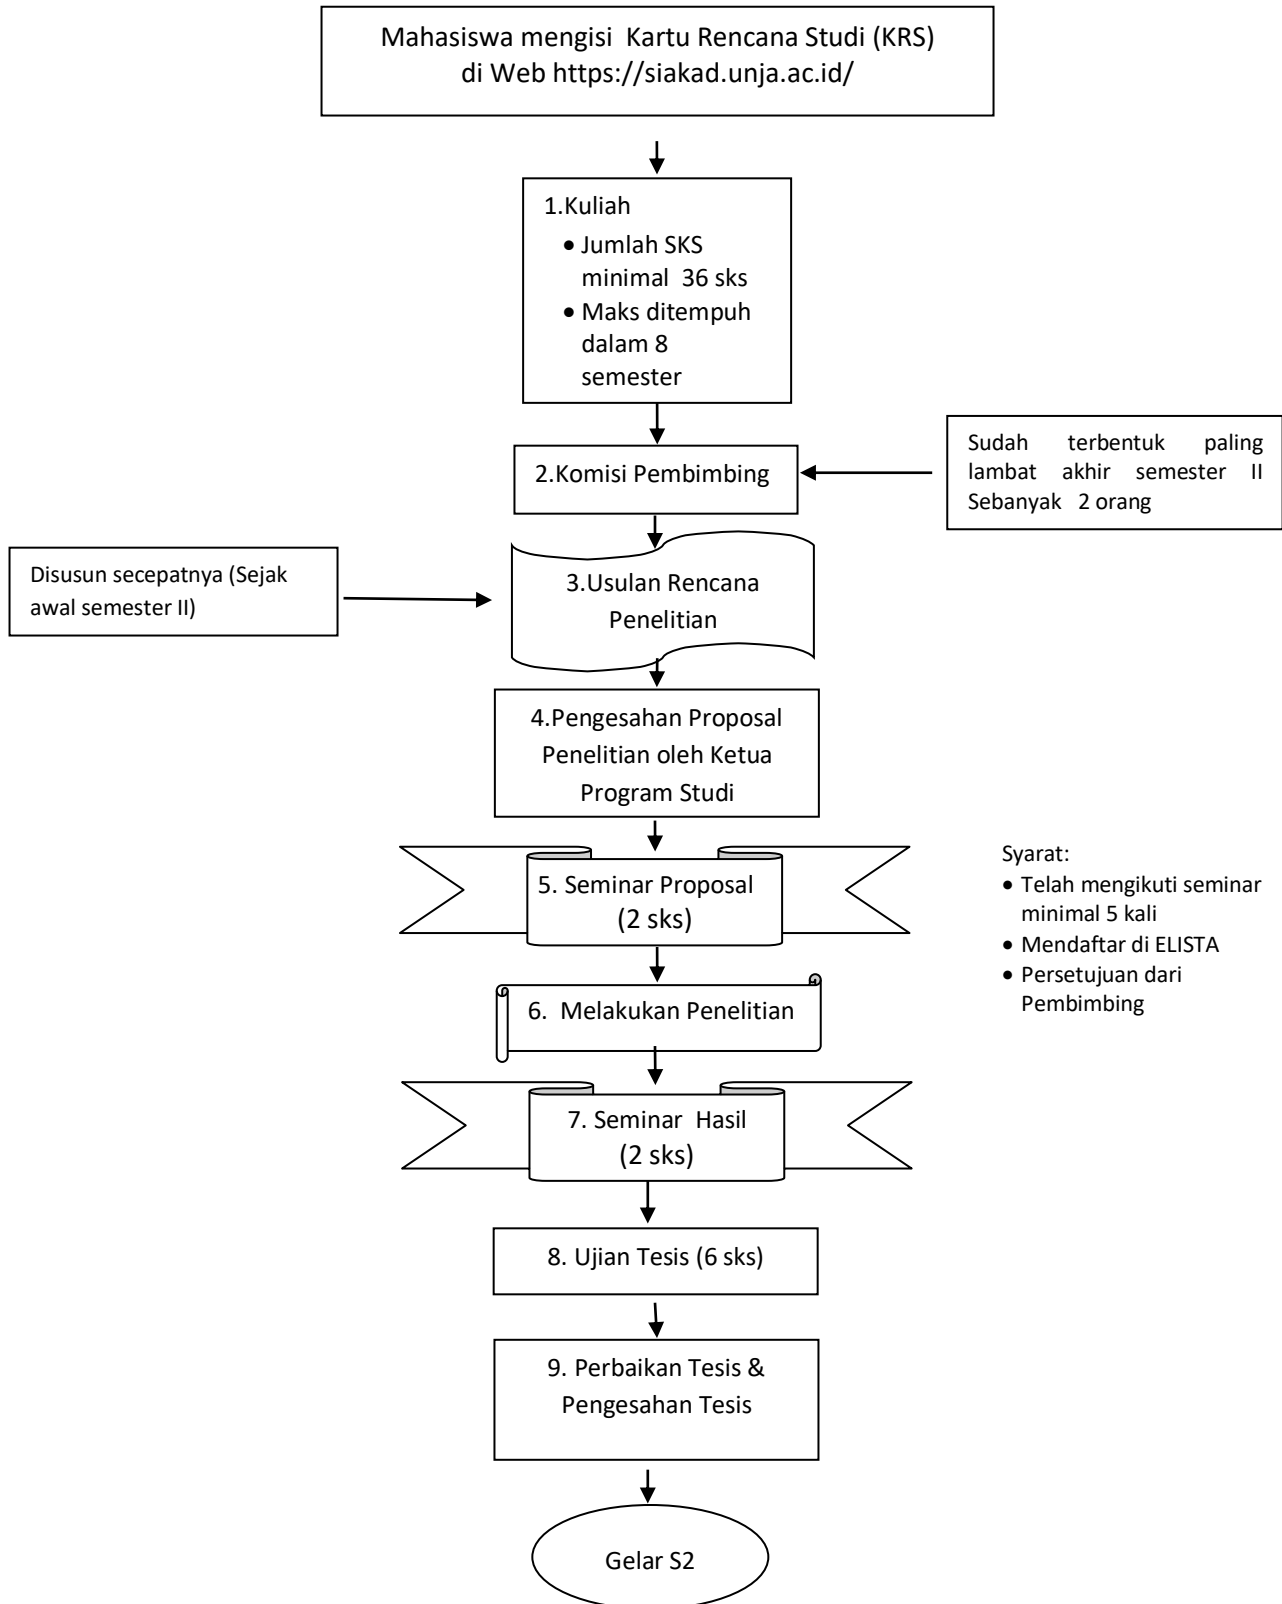 Mahasiswa mengisi Kartu Rencana Studi (KRS)
di Web https://siakad.unja.ac.id/
1.Kuliah
• Jumlah SKS
minimal 36 sks
• Maks ditempuh
dalam 8
semester
2.Komisi Pembimbing
Sudah terbentuk paling
lambat akhir semester II
Sebanyak 2 orang
Disusun secepatnya (Sejak
awal semester II)
3.Usulan Rencana
Penelitian
4.Pengesahan Proposal
Penelitian oleh Ketua
Program Studi
5. Seminar Proposal
(2 sks)
Syarat:
• Telah mengikuti seminar
minimal 5 kali
• Mendaftar di ELISTA
• Persetujuan dari
Pembimbing
6. Melakukan Penelitian
7. Seminar Hasil
(2 sks)
8. Ujian Tesis (6 sks)
9. Perbaikan Tesis &
Pengesahan Tesis
Gelar S2